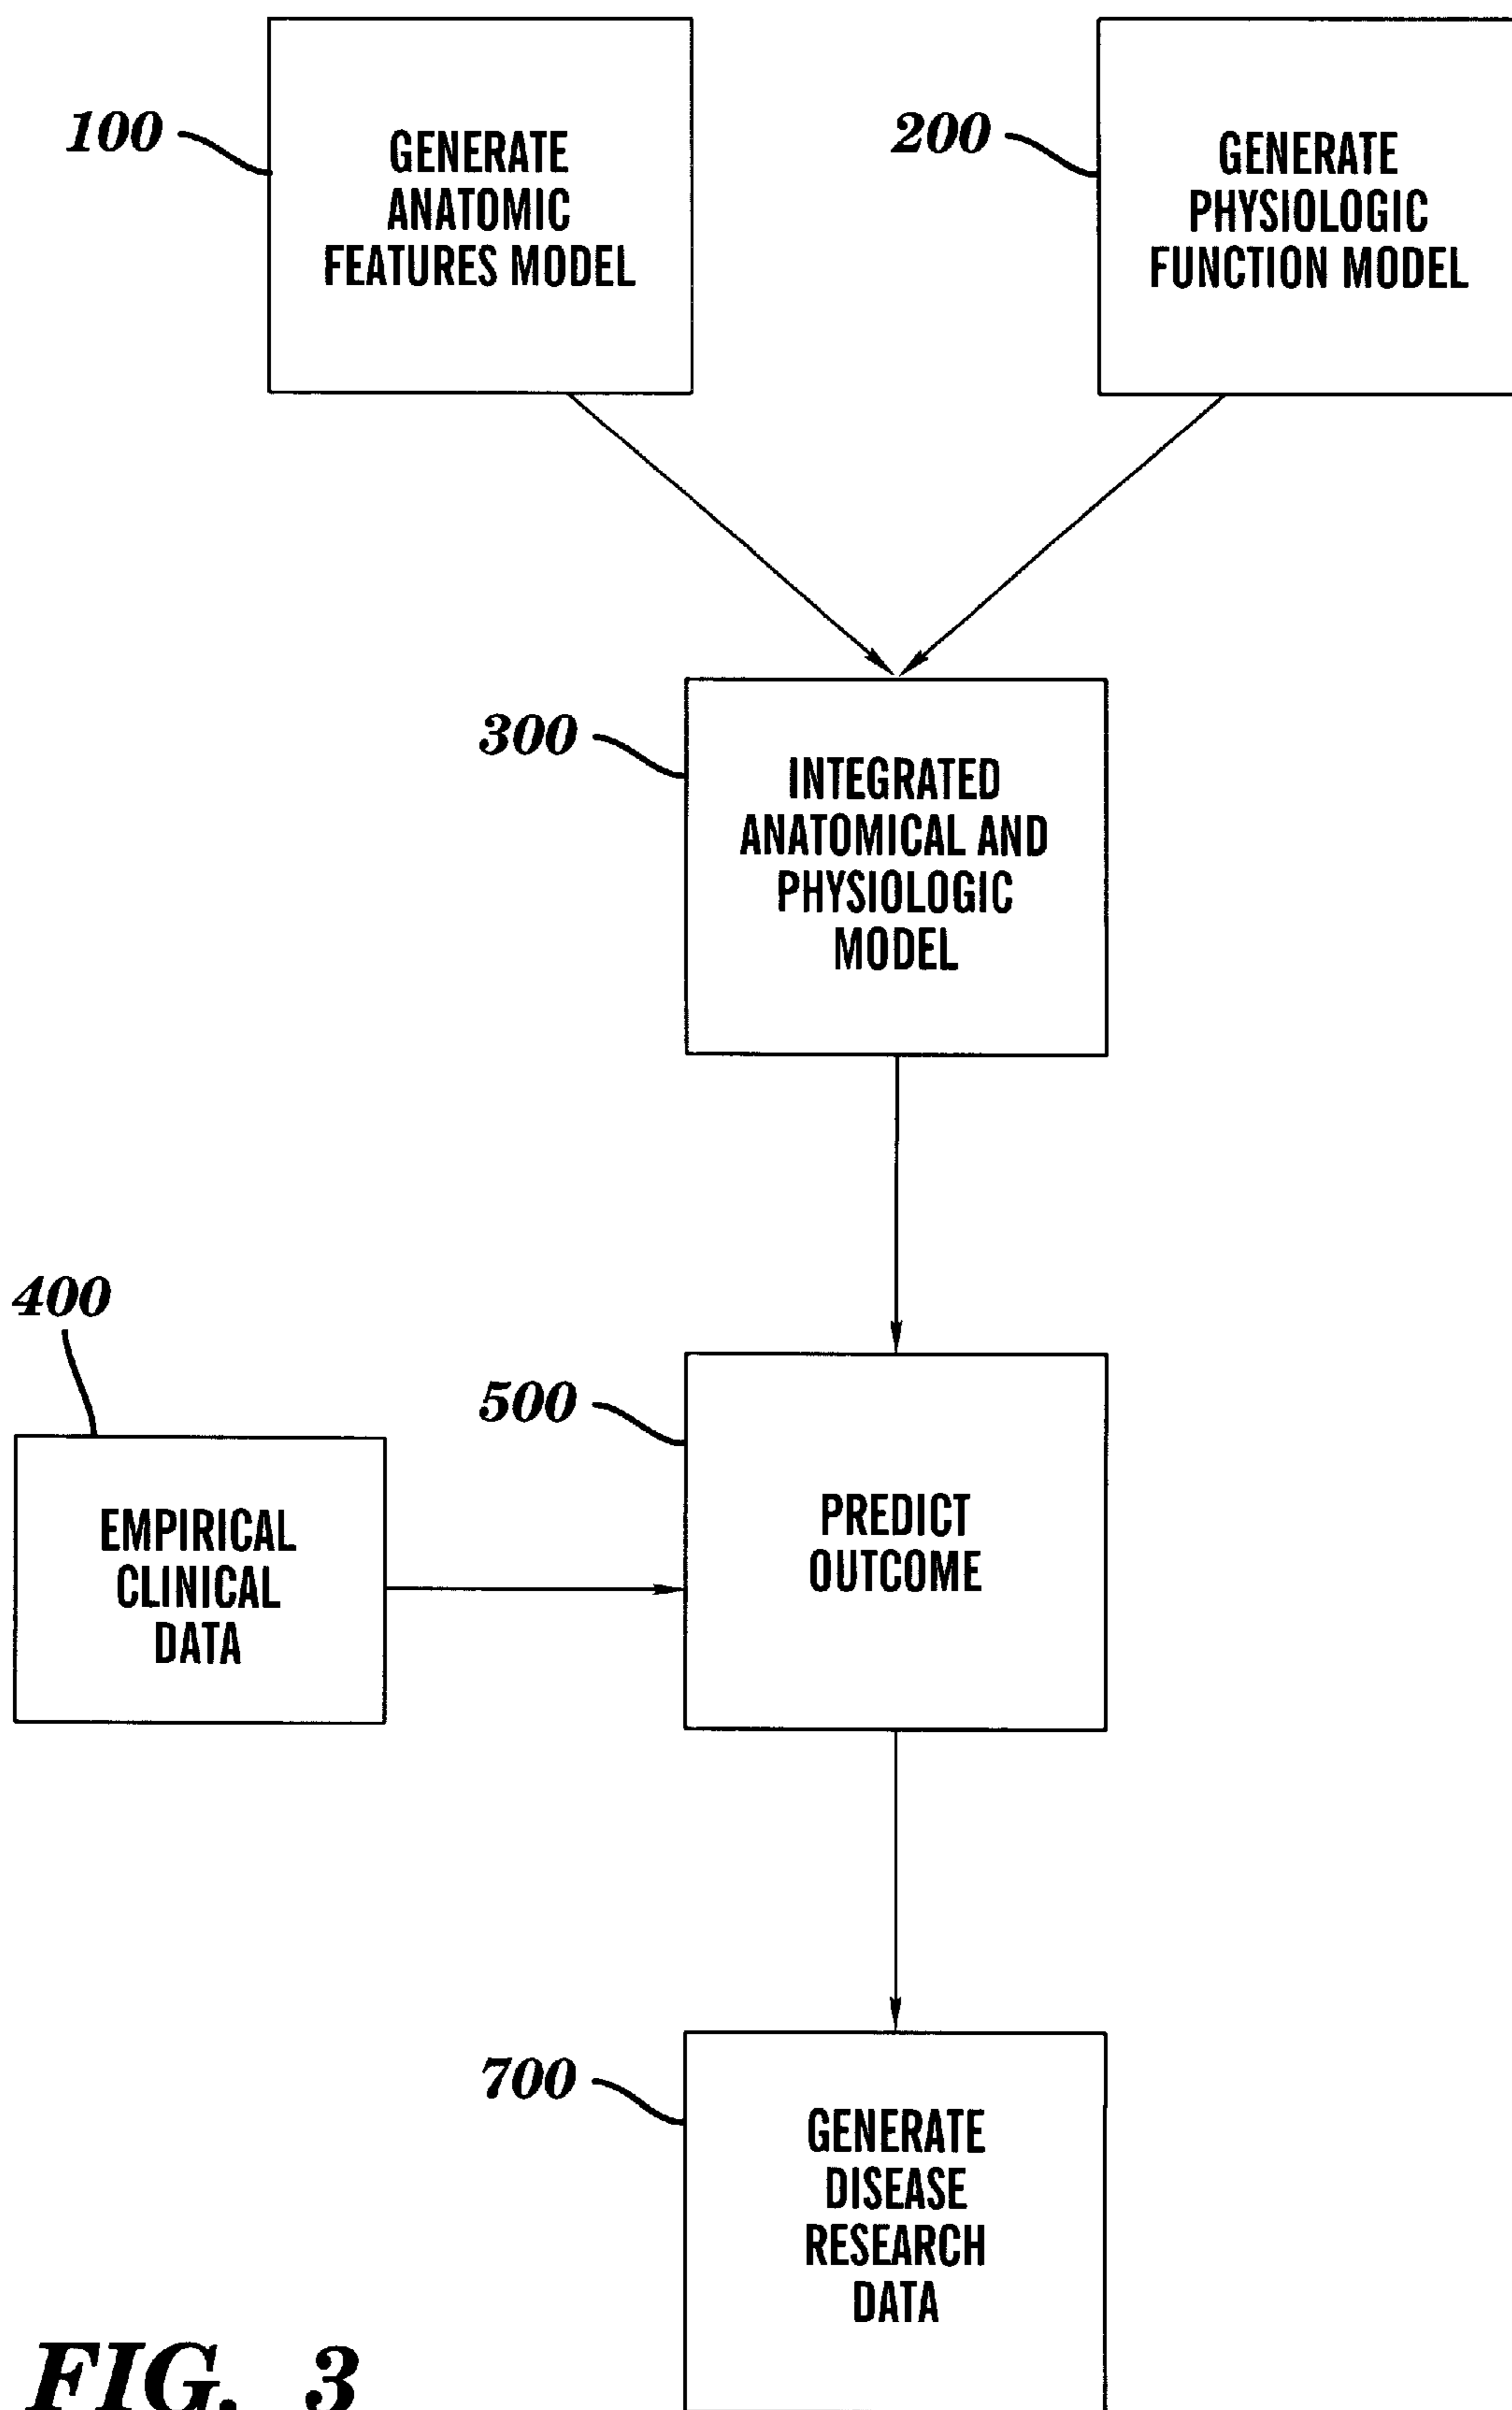 100
GENERATE
ANATOMIC
FEATURES MODEL
200
GENERATE
PHYSIOLOGIC
FUNCTION MODEL
300
INTEGRATED
ANATOMICAL AND
PHYSIOLOGIC
MODEL
400
EMPIRICAL
CLINICAL
DATA
500
PREDICT
OUTCOME
700
GENERATE
DISEASE
RESEARCH
DATA
FIG. 3